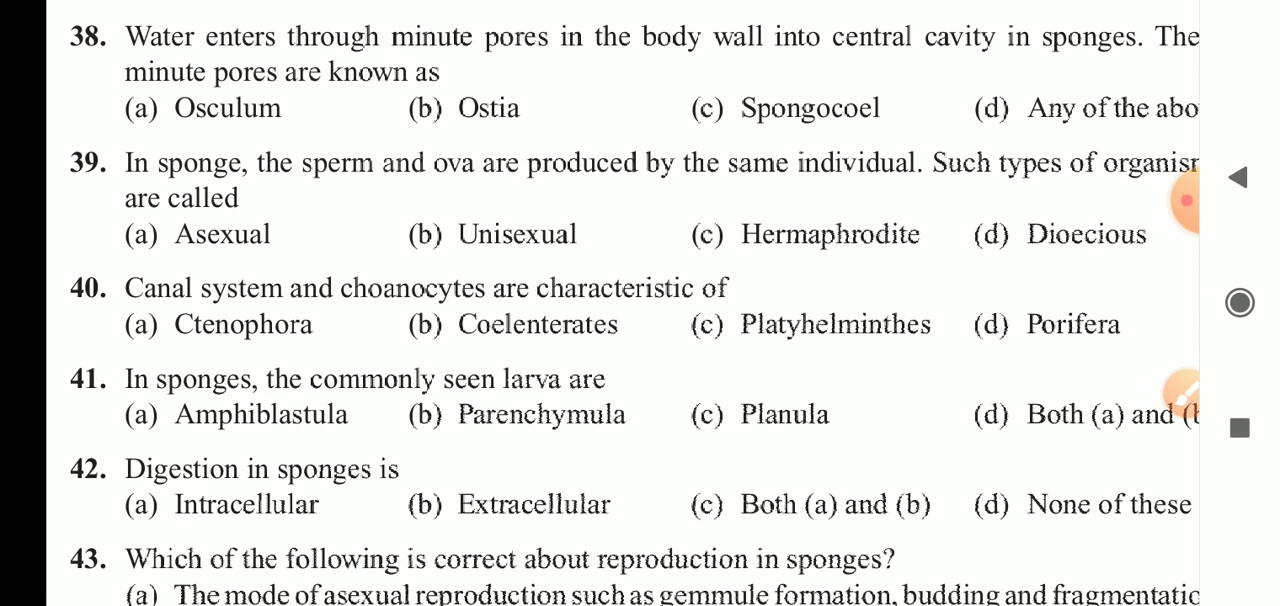 38. Water enters through minute pores in the body wall into central cavity in sponges. The
minute pores are known as
(a) Osculum (b) Ostia (c) Spongocoel (d) Any of the abo
39. In sponge, the sperm and ova are produced by the same individual. Such types of
are called
(a) Asexual (b) Unisexual (c) Hermaphrodite (d) Dioecious
40. Canal system and choanocytes are characteristic of
(a) Ctenophora (b) Coelenterates (c) Platyhelminthes (d) Porifera
41. In sponges, the commonly seen larva are
(a) Amphiblastula (b) Parenchymula (c) Planula (d) Both (a) and
42. Digestion in sponges is
(a) Intracellular (b) Extracellular (c) Both (a) and (b) (d) None of these
43. Which of the following is correct about reproduction in sponges?
(a) The mode of asexual reproduction such as gemmule formation, budding and